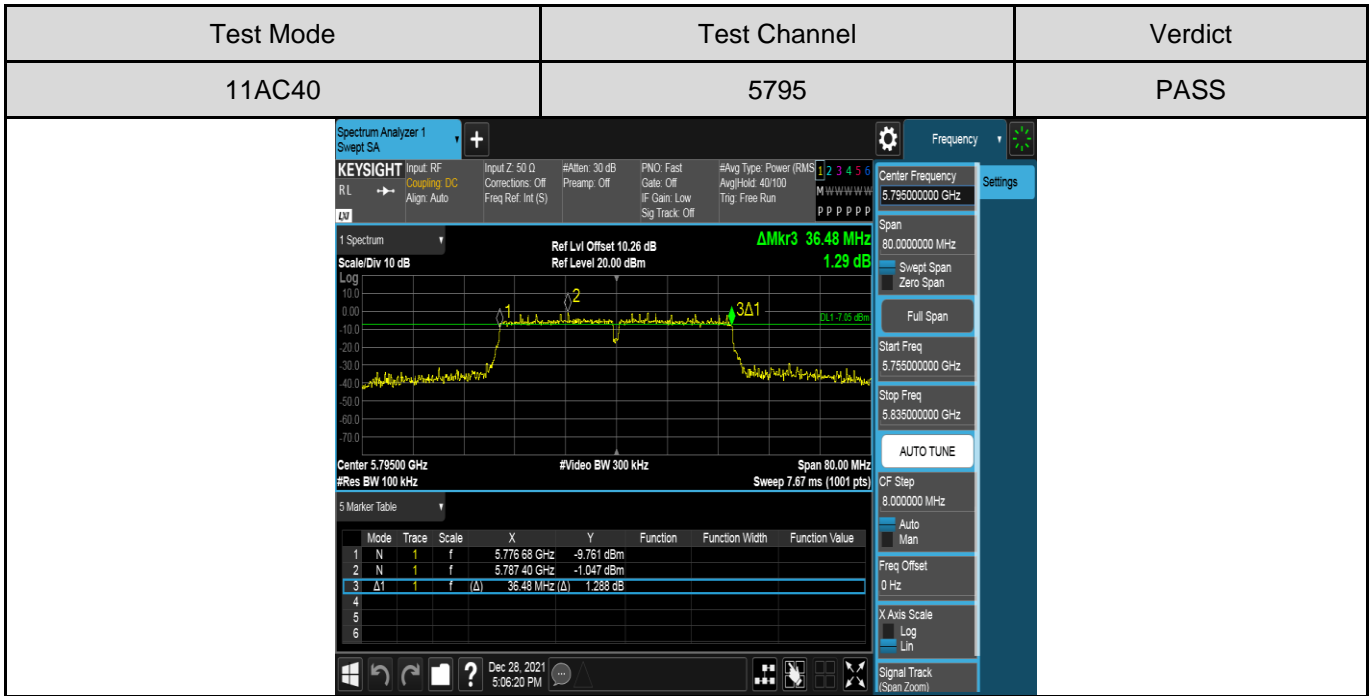 Test Mode Test Channel Verdict
11AC40 5795 PASS
Spectrum Analyzer 1
Swept SA
+
Frequency
KEYSIGHT Input: RF Input Z: 50 Ω #Atten: 30 dB PNO: Fast #Avg Type: Power (RMS 1 2 3 4 5 6
RL Coupling: DC Corrections: Off Preamp: Off Gate: Off Avg|Hold: 40/100 M W W W W W
Align: Auto Freq Ref: Int (S) IF Gain: Low Trig: Free Run
LXI Sig Track: Off P P P P P P
1 Spectrum Ref Lvl Offset 10.26 dB ΔMkr3 36.48 MHz
Scale/Div 10 dB Ref Level 20.00 dBm 1.29 dB
Log
10.0
0.00
-10.0
-20.0
-30.0
-40.0
-50.0
-60.0
-70.0
1
2
3Δ1
DL1 -7.05 dBm
Center 5.79500 GHz #Video BW 300 kHz Span 80.00 MHz
#Res BW 100 kHz Sweep 7.67 ms (1001 pts)
5 Marker Table
Mode Trace Scale X Y Function Function Width Function Value
1 N 1 f 5.776 68 GHz -9.761 dBm
2 N 1 f 5.787 40 GHz -1.047 dBm
3 Δ1 1 f (Δ) 36.48 MHz (Δ) 1.288 dB
4
5
6
?
Dec 28, 2021
5:06:20 PM
Center Frequency
5.795000000 GHz
Settings
Span
80.0000000 MHz
Swept Span
Zero Span
Full Span
Start Freq
5.755000000 GHz
Stop Freq
5.835000000 GHz
AUTO TUNE
CF Step
8.000000 MHz
Auto
Man
Freq Offset
0 Hz
X Axis Scale
Log
Lin
Signal Track
(Span Zoom)